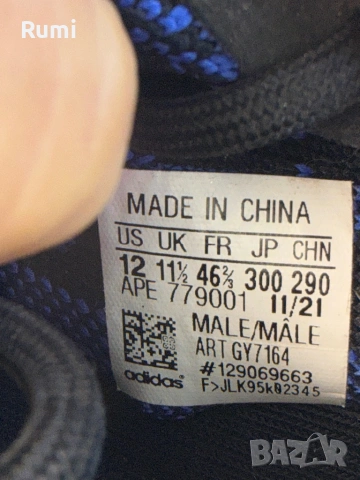 Rumi
MADE IN CHINA
US UK FR JP CHN
12 11½ 46⅔ 300 290
APE 779001 11/21
MALE/MÂLE
ART GY7164
#129069663
adidas
F>JLK95k02345
BAZAR